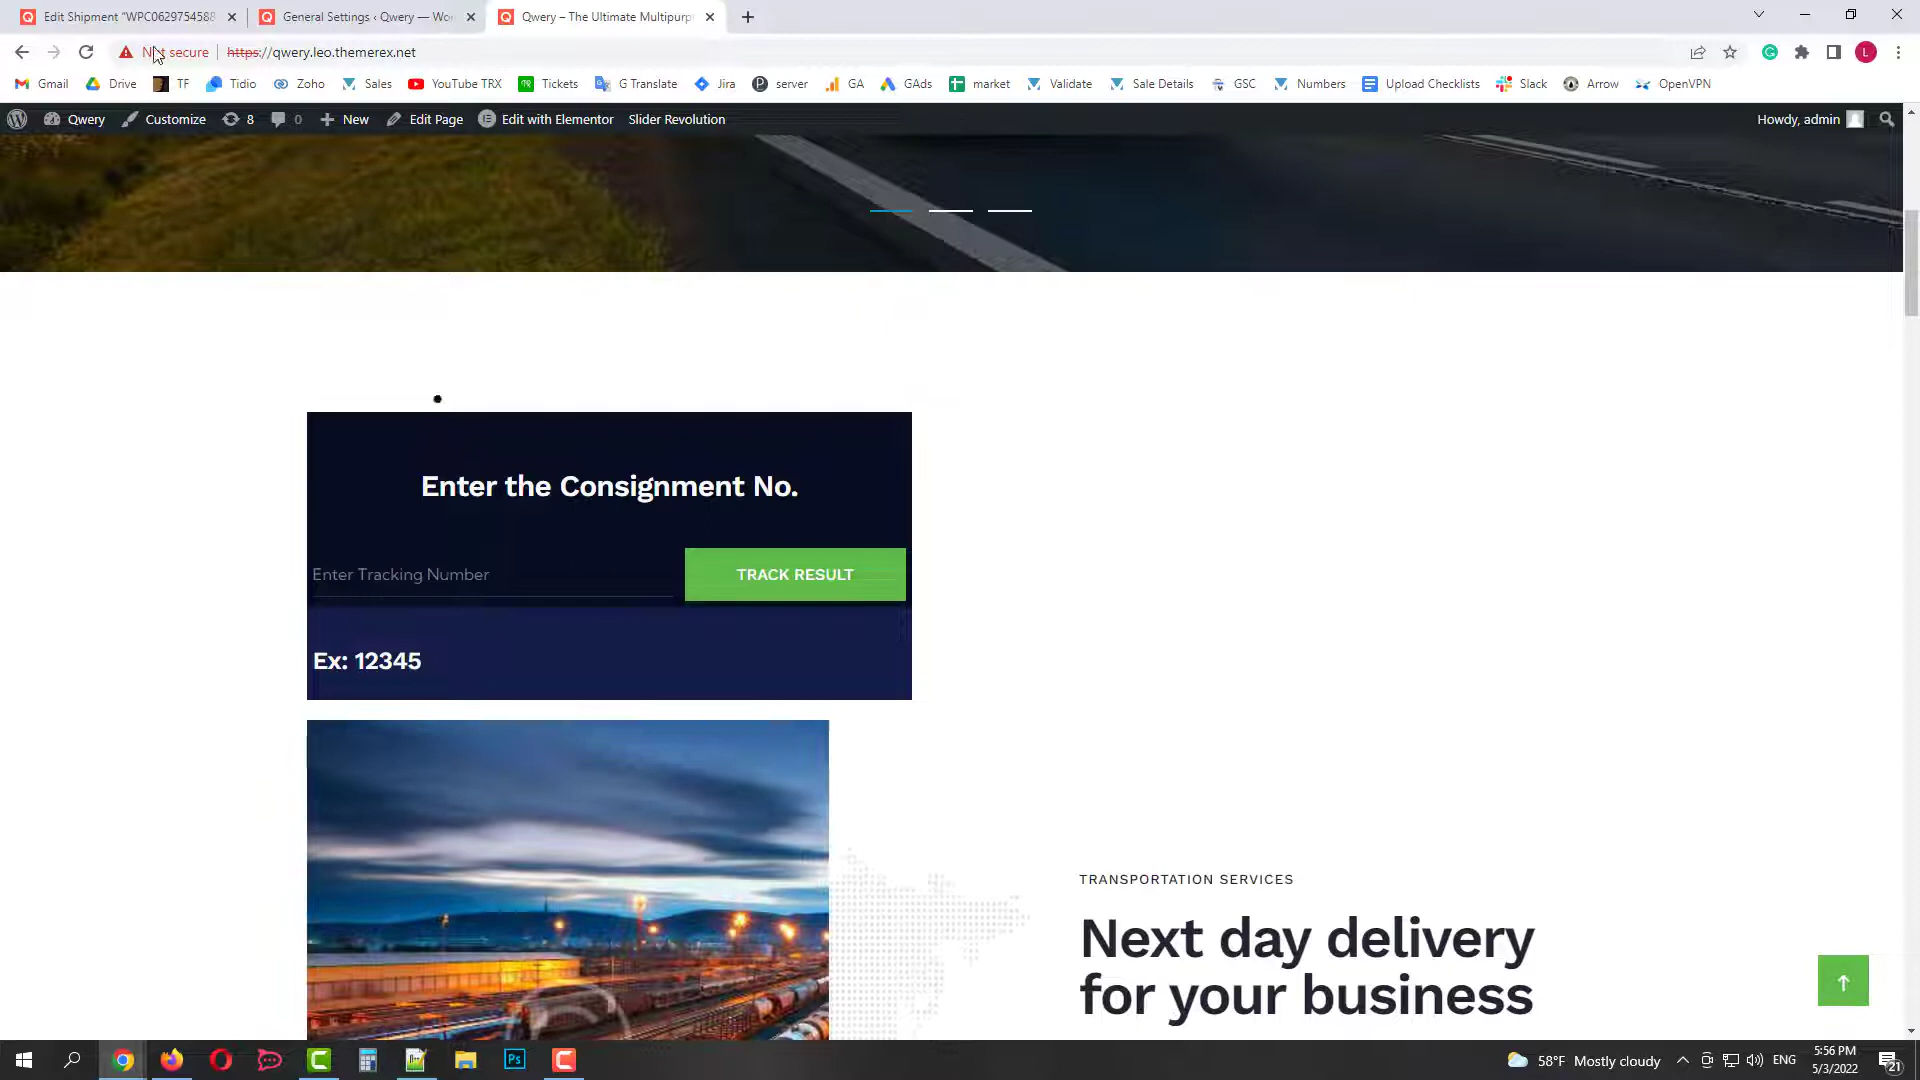 Edit Shipment "WPC0629754588
General Settings ‹ Qwery — Wo
Qwery – The Ultimate Multipurp
Not secure https://qwery.leo.themerex.net
Gmail Drive TF Tidio Zoho Sales YouTube TRX Tickets G Translate Jira server GA GAds market Validate Sale Details GSC Numbers Upload Checklists Slack Arrow OpenVPN
Qwery Customize 8 0 New Edit Page Edit with Elementor Slider Revolution Howdy, admin
Enter the Consignment No.
Enter Tracking Number
TRACK RESULT
Ex: 12345
TRANSPORTATION SERVICES
Next day delivery
for your business
58°F Mostly cloudy ENG
5:56 PM
5/3/2022
21